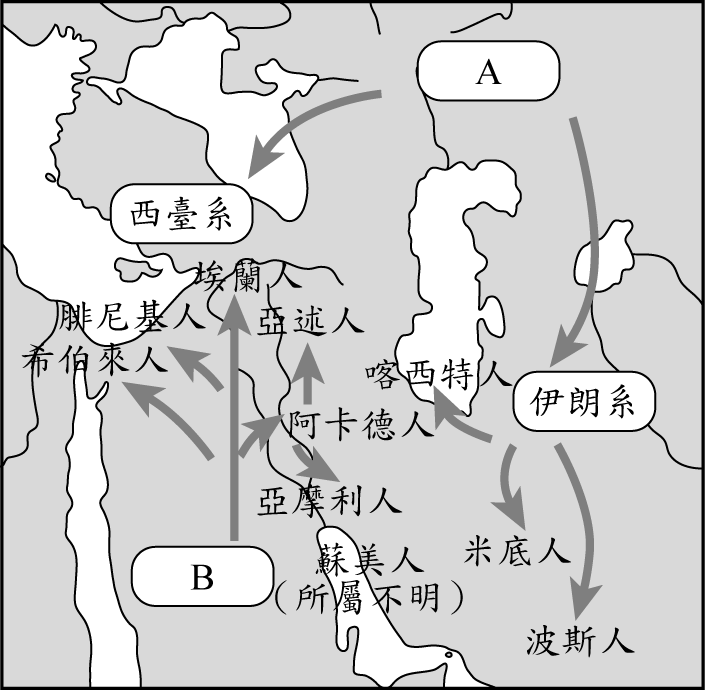 A
西臺系
埃蘭人
腓尼基人
亞述人
希伯來人
喀西特人
伊朗系
阿卡德人
亞摩利人
蘇美人
（所屬不明）
米底人
B
波斯人